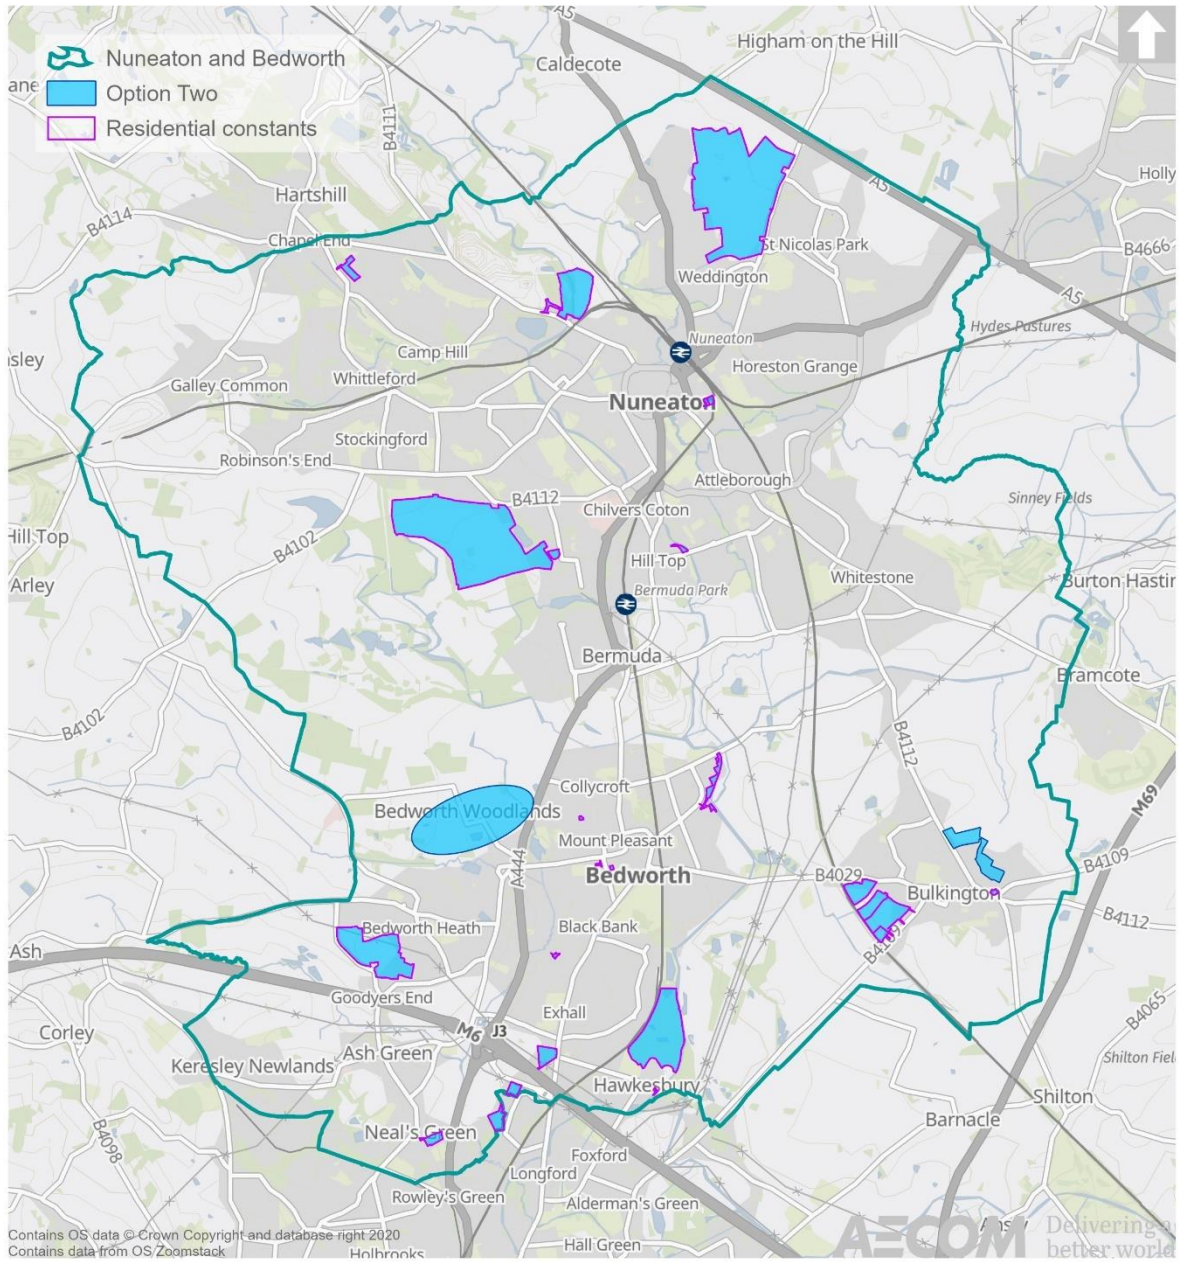 Nuneaton and Bedworth
Option Two
Residential constants
A5
Higham on the Hill
Caldecote
B4111
Hartshill
A5
Holly
B4114
Chapel End
St Nicolas Park
B4666
Weddington
A5
Nuneaton
Hydes Pastures
Camp Hill
Horeston Grange
Whittleford
Galley Common
Nuneaton
Stockingford
Robinson's End
Attleborough
B4112
Chilvers Coton
Sinney Fields
Hill Top
B4102
Hill Top
Whitestone
Burton Hastin
Arley
Bermuda Park
Bermuda
Bramcote
B4102
B4112
Collycroft
M69
Bedworth Woodlands
Mount Pleasant
A444
B4029
B4109
Bedworth
Bulkington
B4112
Bedworth Heath
Black Bank
B4109
Ash
Goodyers End
Exhall
B4065
Corley
M6
J3
Ash Green
Shilton Fiel
Keresley Newlands
Hawkesbury
Shilton
Barnacle
Neal's Green
B4098
Foxford
Longford
Rowley's Green
Alderman's Green
Contains OS data © Crown Copyright and database right 2020
Contains data from OS Zoomstack
Holbrooks
Hall Green
AECOM
Delivering a
better world